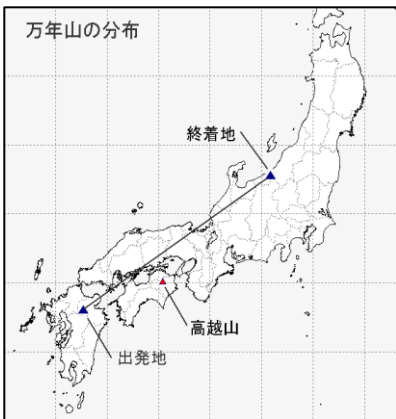 万年山の分布
終着地
高越山
出発地